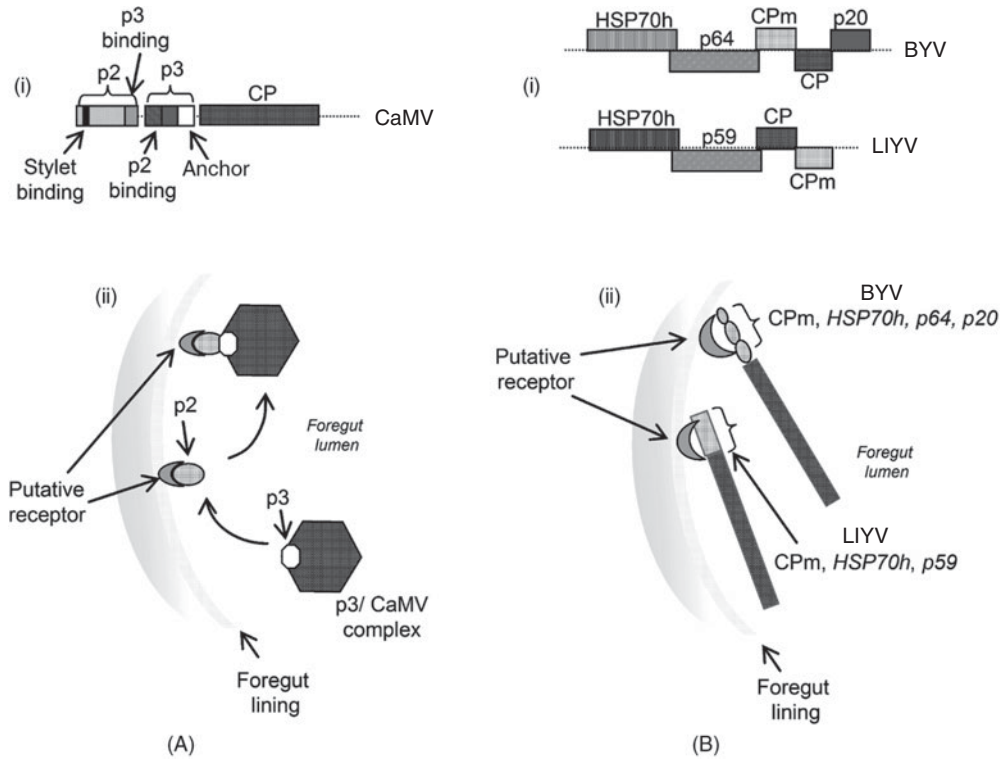 (i)
p3
binding
p2
p3
CP
CaMV
Stylet
binding
p2
binding
Anchor
(ii)
p2
Foregut
lumen
Putative
receptor
p3
p3/ CaMV
complex
Foregut
lining
(A)
(i)
HSP70h
p64
CPm
CP
p20
BYV
HSP70h
p59
CP
CPm
LIYV
(ii)
BYV
CPm, HSP70h, p64, p20
Putative
receptor
Foregut
lumen
LIYV
CPm, HSP70h, p59
Foregut
lining
(B)